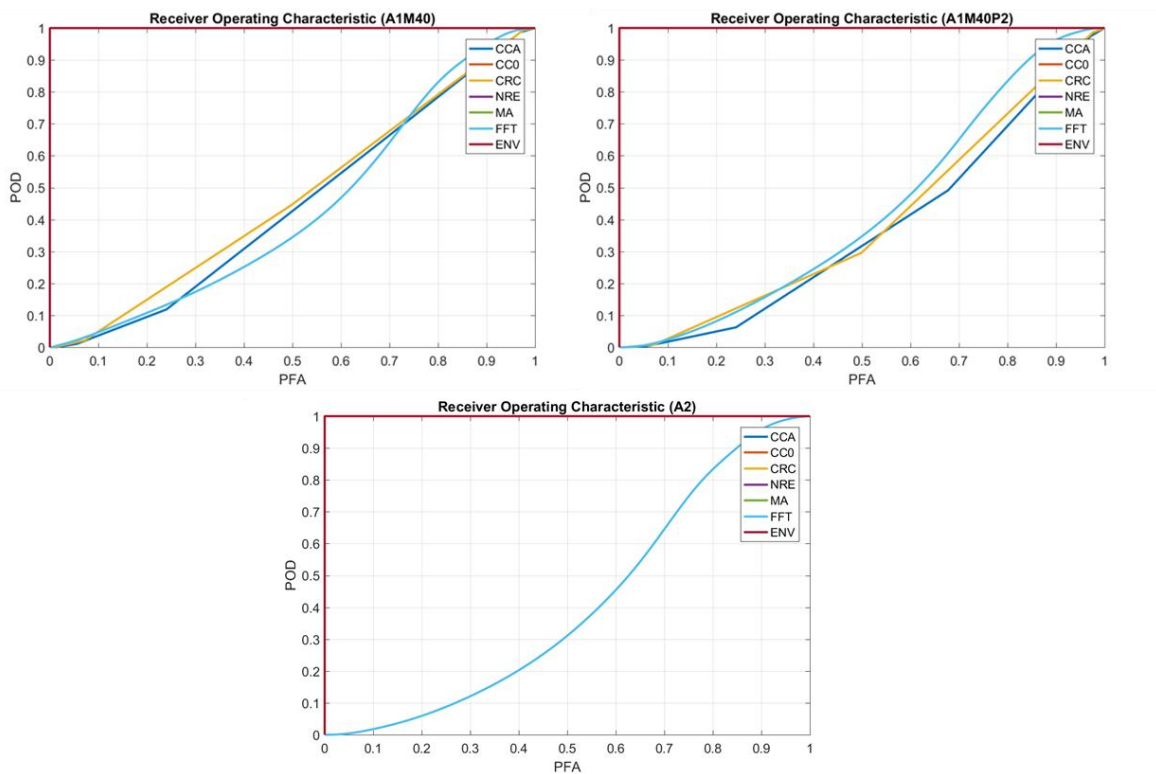 Receiver Operating Characteristic (A1M40)
1
0.9
0.8
0.7
0.6
0.5
0.4
0.3
0.2
0.1
0
POD
0 0.1 0.2 0.3 0.4 0.5 0.6 0.7 0.8 0.9 1
PFA
CCA
CC0
CRC
NRE
MA
FFT
ENV
Receiver Operating Characteristic (A1M40P2)
1
0.9
0.8
0.7
0.6
0.5
0.4
0.3
0.2
0.1
0
POD
0 0.1 0.2 0.3 0.4 0.5 0.6 0.7 0.8 0.9 1
PFA
CCA
CC0
CRC
NRE
MA
FFT
ENV
Receiver Operating Characteristic (A2)
1
0.9
0.8
0.7
0.6
0.5
0.4
0.3
0.2
0.1
0
POD
0 0.1 0.2 0.3 0.4 0.5 0.6 0.7 0.8 0.9 1
PFA
CCA
CC0
CRC
NRE
MA
FFT
ENV